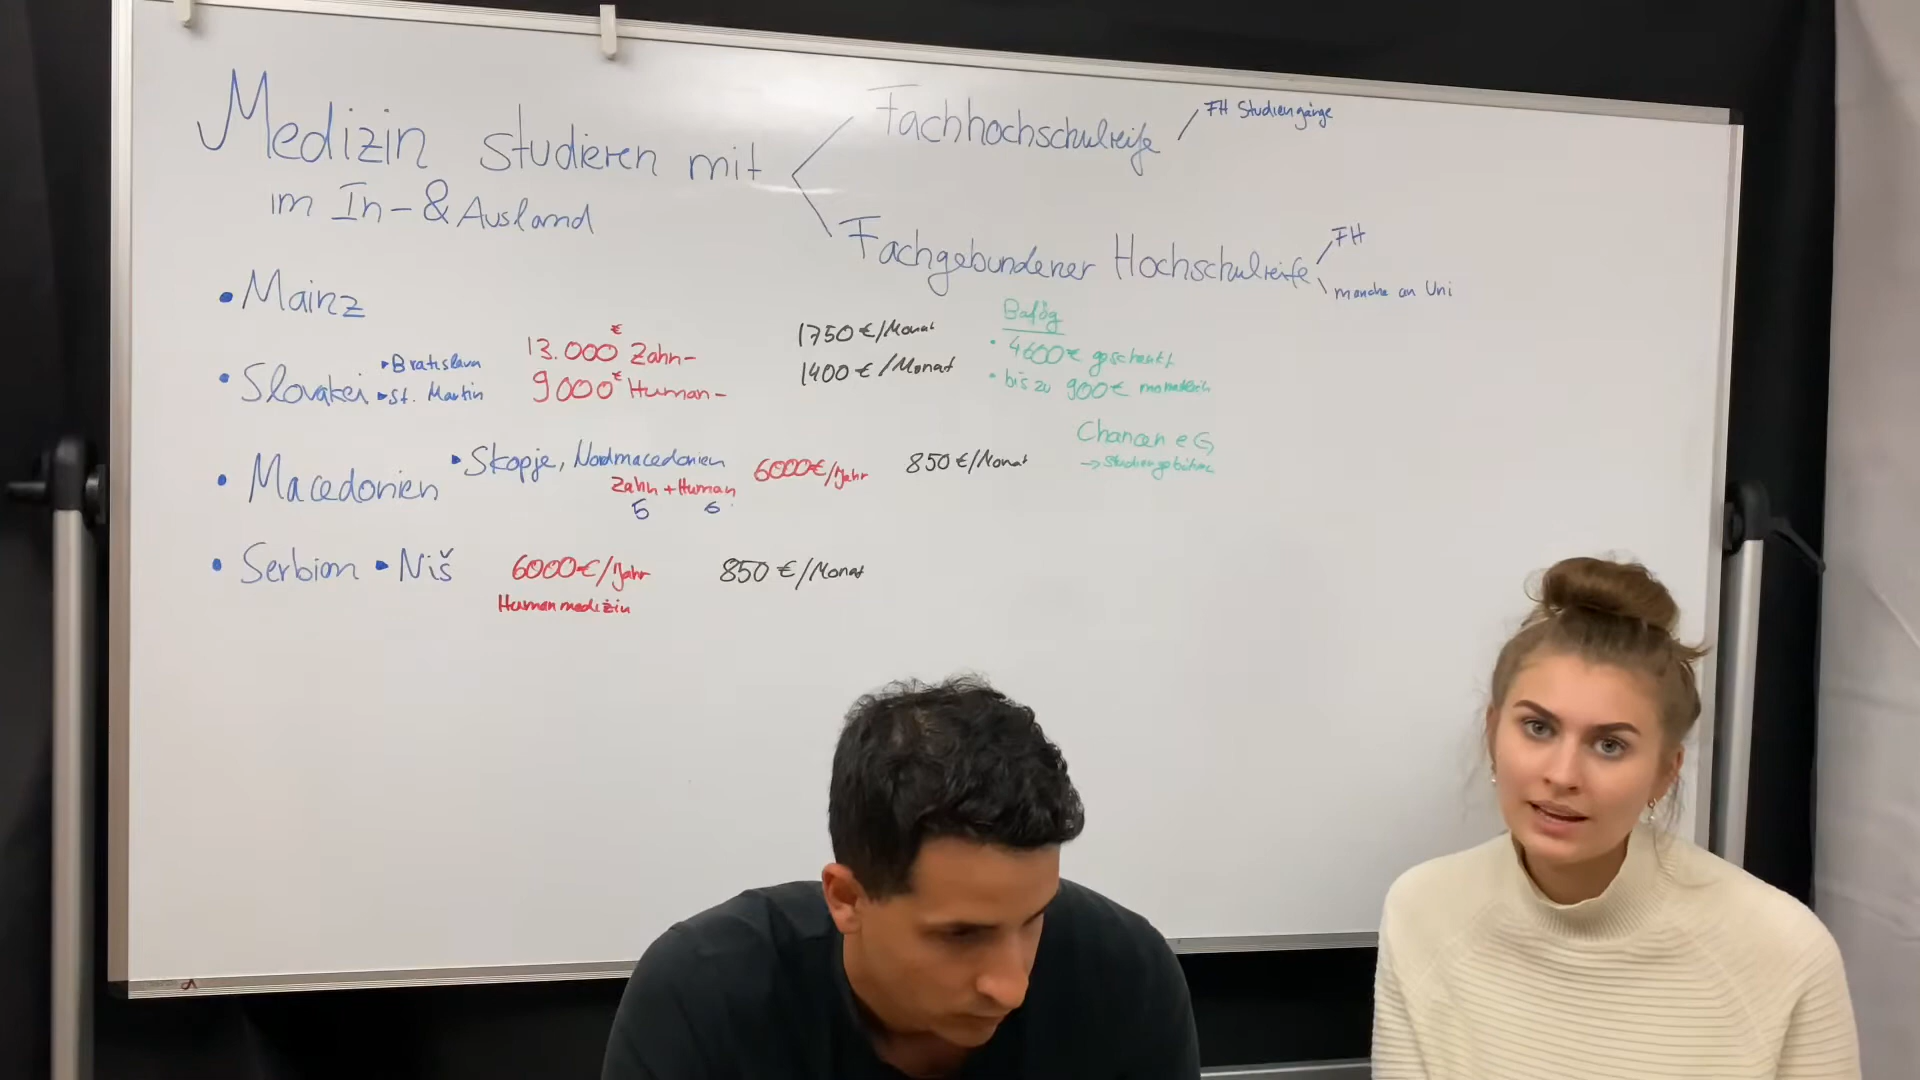 Medizin studieren mit
im In- & Ausland
Fachhochschulreife
FH Studiengänge
Fachgebundener Hochschulreife
FH
manche an Uni
• Mainz
• Slovakei
▸Bratislava
▸St. Martin
13.000€ Zahn-
9000€ Human-
1750 €/Monat
1400 €/Monat
Bafög
• 4600€ geschenkt
• bis zu 900€ monatlich
• Macedonien
▸Skopje, Nordmacedonien
Zahn + Human
5 6
6000€/Jahr
850 €/Monat
Chancen eG
→ Studiengebühren
• Serbien ▸ Niš
6000€/Jahr
Humanmedizin
850 €/Monat